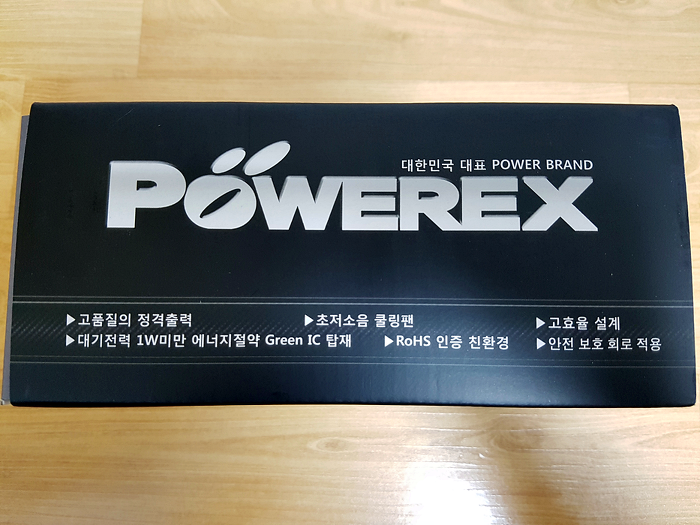 대한민국 대표 POWER BRAND
POWEREX
▶고품질의 정격출력 ▶초저소음 쿨링팬 ▶고효율 설계
▶대기전력 1W미만 에너지절약 Green IC 탑재 ▶RoHS 인증 친환경 ▶안전 보호 회로 적용